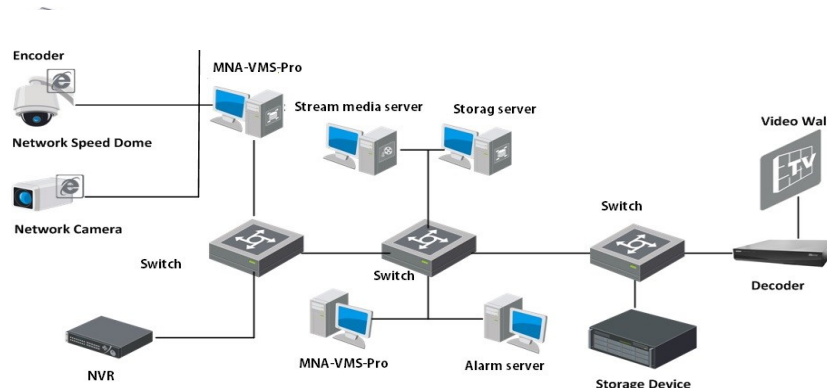 Encoder
MNA-VMS-Pro
Stream media server
Storag server
Video Wal
Network Speed Dome
TV
Network Camera
Switch
Switch
Switch
Decoder
NVR
MNA-VMS-Pro
Alarm server
Storage Device